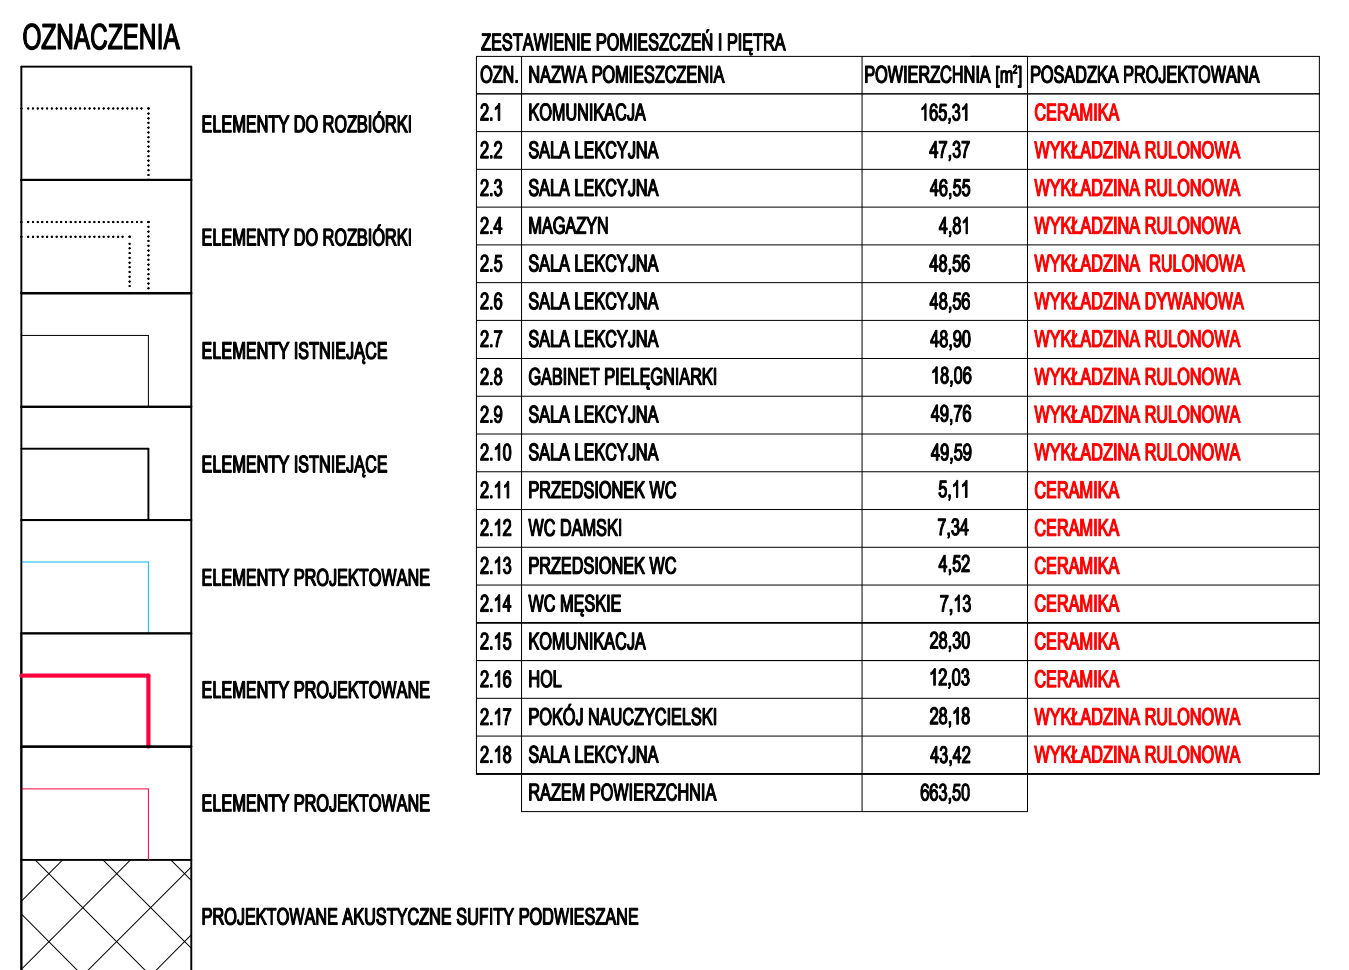 OZNACZENIA
ELEMENTY DO ROZBIÓRKI
ELEMENTY DO ROZBIÓRKI
ELEMENTY ISTNIEJĄCE
ELEMENTY ISTNIEJĄCE
ELEMENTY PROJEKTOWANE
ELEMENTY PROJEKTOWANE
ELEMENTY PROJEKTOWANE
PROJEKTOWANE AKUSTYCZNE SUFITY PODWIESZANE
ZESTAWIENIE POMIESZCZEŃ I PIĘTRA
OZN. NAZWA POMIESZCZENIA POWIERZCHNIA [m²] POSADZKA PROJEKTOWANA
2.1 KOMUNIKACJA 165,31 CERAMIKA
2.2 SALA LEKCYJNA 47,37 WYKŁADZINA RULONOWA
2.3 SALA LEKCYJNA 46,55 WYKŁADZINA RULONOWA
2.4 MAGAZYN 4,81 WYKŁADZINA RULONOWA
2.5 SALA LEKCYJNA 48,56 WYKŁADZINA RULONOWA
2.6 SALA LEKCYJNA 48,56 WYKŁADZINA DYWANOWA
2.7 SALA LEKCYJNA 48,90 WYKŁADZINA RULONOWA
2.8 GABINET PIELĘGNIARKI 18,06 WYKŁADZINA RULONOWA
2.9 SALA LEKCYJNA 49,76 WYKŁADZINA RULONOWA
2.10 SALA LEKCYJNA 49,59 WYKŁADZINA RULONOWA
2.11 PRZEDSIONEK WC 5,11 CERAMIKA
2.12 WC DAMSKI 7,34 CERAMIKA
2.13 PRZEDSIONEK WC 4,52 CERAMIKA
2.14 WC MĘSKIE 7,13 CERAMIKA
2.15 KOMUNIKACJA 28,30 CERAMIKA
2.16 HOL 12,03 CERAMIKA
2.17 POKÓJ NAUCZYCIELSKI 28,18 WYKŁADZINA RULONOWA
2.18 SALA LEKCYJNA 43,42 WYKŁADZINA RULONOWA
RAZEM POWIERZCHNIA 663,50